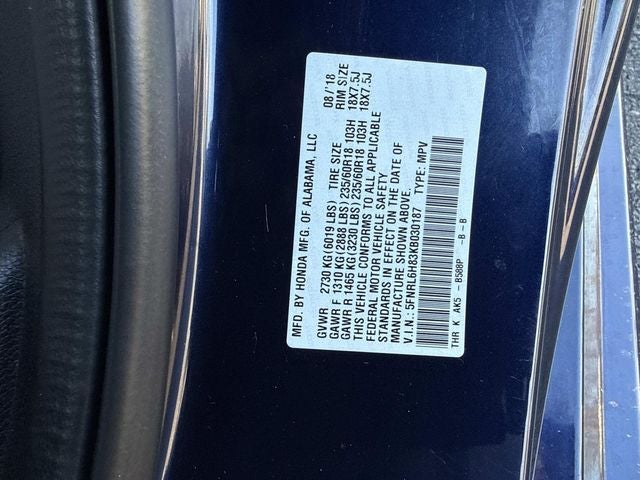 MFD. BY HONDA MFG. OF ALABAMA, LLC 08/'18
GVWR 2730 KG (6019 LBS) TIRE SIZE RIM SIZE
GAWR F 1310 KG (2888 LBS) 235/60R18 103H 18X7.5J
GAWR R 1465 KG (3230 LBS) 235/60R18 103H 18X7.5J
THIS VEHICLE CONFORMS TO ALL APPLICABLE
FEDERAL MOTOR VEHICLE SAFETY
STANDARDS IN EFFECT ON THE DATE OF
MANUFACTURE SHOWN ABOVE.
V.I.N.: 5FNRL6H83KB030187 TYPE: MPV
THR K AK5 - B588P - B - B